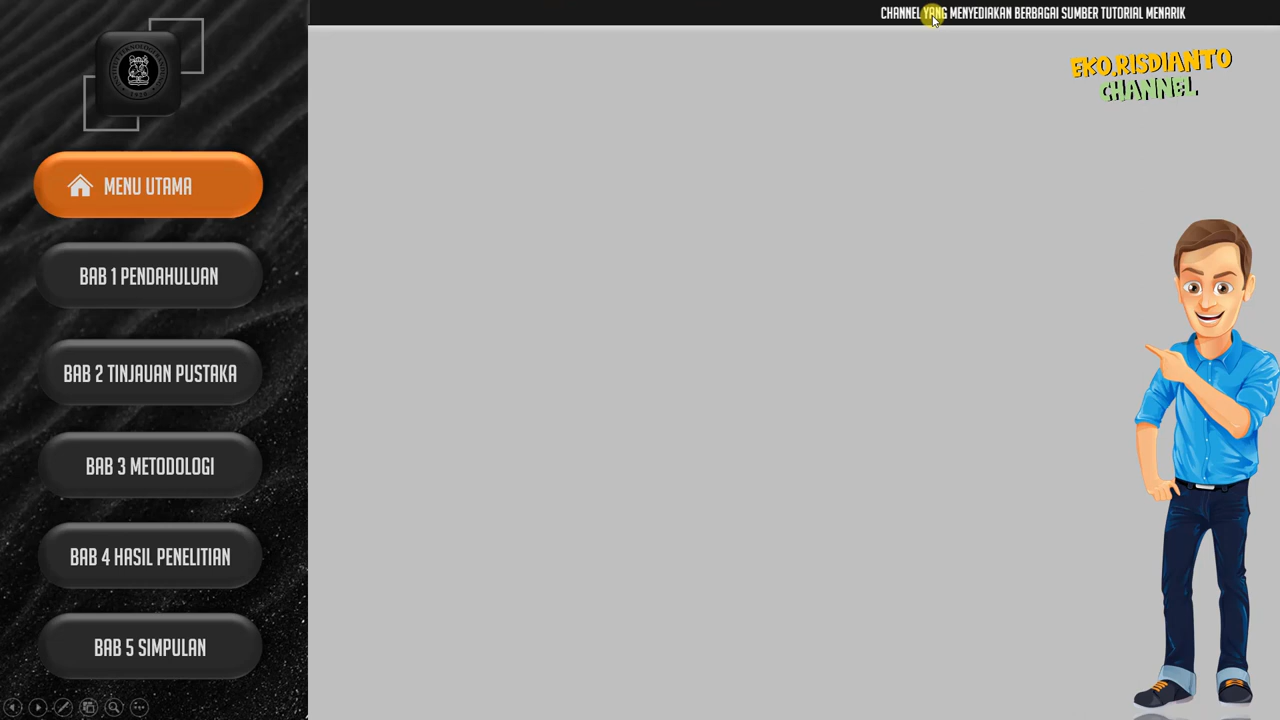 CHANNEL YANG MENYEDIAKAN BERBAGAI SUMBER TUTORIAL MENARIK
EKO.RISDIANTO
CHANNEL
MENU UTAMA
BAB 1 PENDAHULUAN
BAB 2 TINJAUAN PUSTAKA
BAB 3 METODOLOGI
BAB 4 HASIL PENELITIAN
BAB 5 SIMPULAN